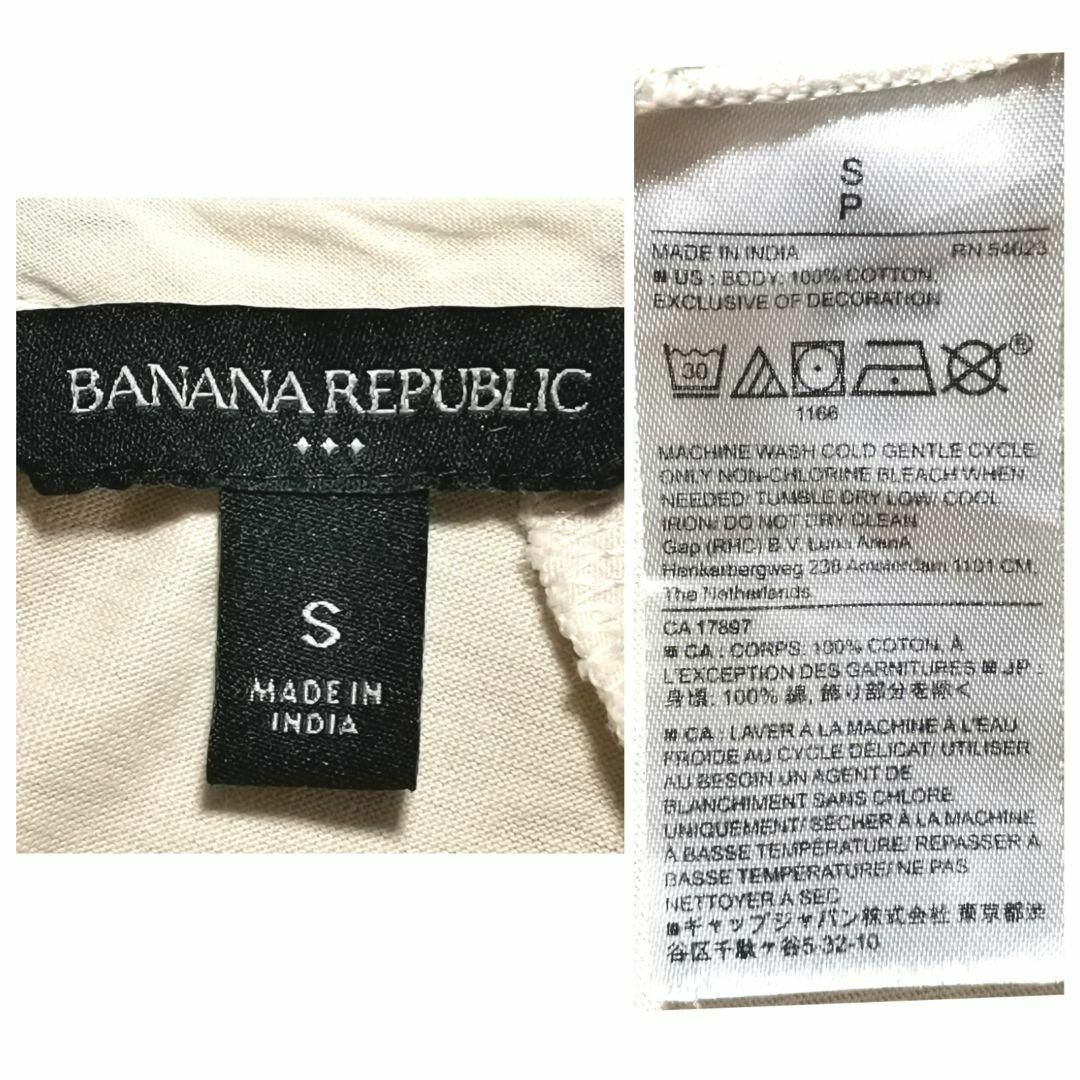 BANANA REPUBLIC
S
MADE IN
INDIA
S
P
MADE IN INDIA RN 54023
US : BODY: 100% COTTON
EXCLUSIVE OF DECORATION
30
®
1166
MACHINE WASH COLD GENTLE CYCLE/
ONLY NON-CHLORINE BLEACH WHEN
NEEDED/ TUMBLE DRY LOW/ COOL
IRON/ DO NOT DRY CLEAN
Gap (RHC) B.V. Luna ArenA
Herikerbergweg 238 Amsterdam 1101 CM,
The Netherlands
CA 17897
CA : CORPS: 100% COTON, À
L'EXCEPTION DES GARNITURES JP :
身頃, 100% 綿, 飾り部分を除く
CA : LAVER À LA MACHINE À L'EAU
FROIDE AU CYCLE DÉLICAT/ UTILISER
AU BESOIN UN AGENT DE
BLANCHIMENT SANS CHLORE
UNIQUEMENT/ SÉCHER À LA MACHINE
À BASSE TEMPÉRATURE/ REPASSER À
BASSE TEMPÉRATURE/ NE PAS
NETTOYER À SEC
ギャップジャパン株式会社 東京都渋
谷区千駄ヶ谷5-32-10